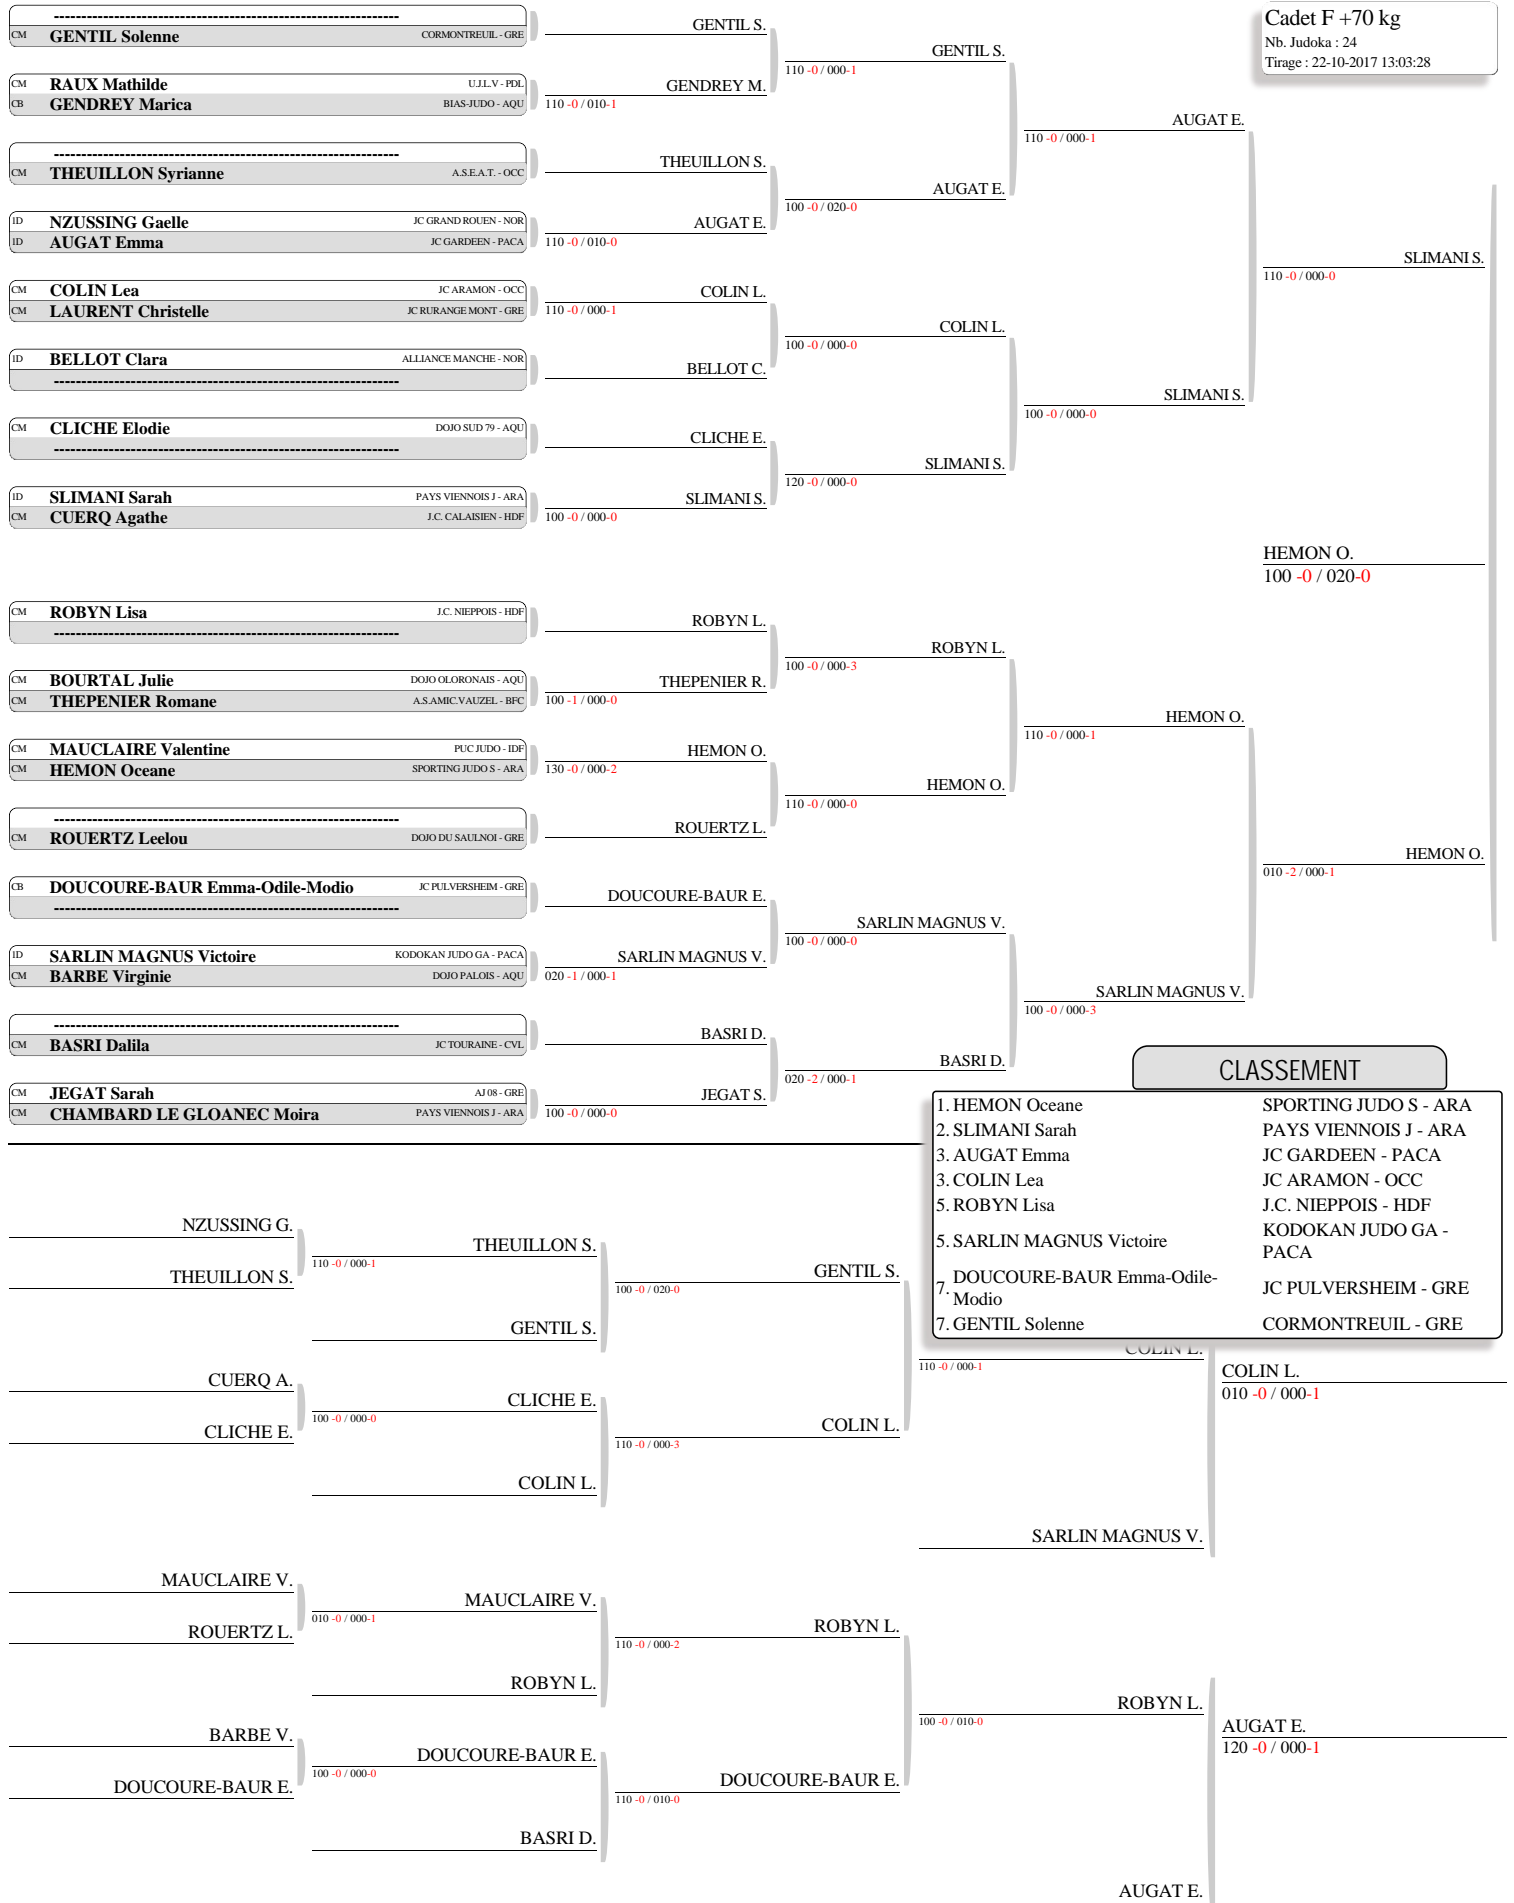 Cadet F +70 kg
Nb. Judoka : 24
Tirage : 22-10-2017 13:03:28
------------------------------------------------------------
CM GENTIL Solenne CORMONTREUIL - GRE
CM RAUX Mathilde U.J.L.V - PDL
CB GENDREY Marica BIAS-JUDO - AQU
------------------------------------------------------------
CM THEUILLON Syrianne A.S.E.A.T. - OCC
1D NZUSSING Gaelle JC GRAND ROUEN - NOR
1D AUGAT Emma JC GARDEEN - PACA
CM COLIN Lea JC ARAMON - OCC
CM LAURENT Christelle JC RURANGE MONT - GRE
1D BELLOT Clara ALLIANCE MANCHE - NOR
------------------------------------------------------------
CM CLICHE Elodie DOJO SUD 79 - AQU
------------------------------------------------------------
1D SLIMANI Sarah PAYS VIENNOIS J - ARA
CM CUERQ Agathe J.C. CALAISIEN - HDF
CM ROBYN Lisa J.C. NIEPPOIS - HDF
------------------------------------------------------------
CM BOURTAL Julie DOJO OLORONAIS - AQU
CM THEPENIER Romane A.S.AMIC.VAUZEL - BFC
CM MAUCLAIRE Valentine PUC JUDO - IDF
CM HEMON Oceane SPORTING JUDO S - ARA
------------------------------------------------------------
CM ROUERTZ Leelou DOJO DU SAULNOI - GRE
CB DOUCOURE-BAUR Emma-Odile-Modio JC PULVERSHEIM - GRE
------------------------------------------------------------
1D SARLIN MAGNUS Victoire KODOKAN JUDO GA - PACA
CM BARBE Virginie DOJO PALOIS - AQU
------------------------------------------------------------
CM BASRI Dalila JC TOURAINE - CVL
CM JEGAT Sarah AJ 08 - GRE
CM CHAMBARD LE GLOANEC Moira PAYS VIENNOIS J - ARA
GENTIL S.
GENDREY M.
110 -0 / 010-1
THEUILLON S.
AUGAT E.
110 -0 / 010-0
COLIN L.
110 -0 / 000-1
BELLOT C.
CLICHE E.
SLIMANI S.
100 -0 / 000-0
ROBYN L.
THEPENIER R.
100 -1 / 000-0
HEMON O.
130 -0 / 000-2
ROUERTZ L.
DOUCOURE-BAUR E.
SARLIN MAGNUS V.
020 -1 / 000-1
BASRI D.
JEGAT S.
100 -0 / 000-0
GENTIL S.
110 -0 / 000-1
AUGAT E.
100 -0 / 020-0
COLIN L.
100 -0 / 000-0
SLIMANI S.
120 -0 / 000-0
ROBYN L.
100 -0 / 000-3
HEMON O.
110 -0 / 000-0
SARLIN MAGNUS V.
100 -0 / 000-0
BASRI D.
020 -2 / 000-1
AUGAT E.
110 -0 / 000-1
SLIMANI S.
100 -0 / 000-0
HEMON O.
110 -0 / 000-1
SARLIN MAGNUS V.
100 -0 / 000-3
SLIMANI S.
110 -0 / 000-0
HEMON O.
010 -2 / 000-1
HEMON O.
100 -0 / 020-0
CLASSEMENT
1. HEMON Oceane SPORTING JUDO S - ARA
2. SLIMANI Sarah PAYS VIENNOIS J - ARA
3. AUGAT Emma JC GARDEEN - PACA
3. COLIN Lea JC ARAMON - OCC
5. ROBYN Lisa J.C. NIEPPOIS - HDF
5. SARLIN MAGNUS Victoire KODOKAN JUDO GA -
PACA
7. DOUCOURE-BAUR Emma-Odile-
Modio JC PULVERSHEIM - GRE
7. GENTIL Solenne CORMONTREUIL - GRE
NZUSSING G.
THEUILLON S.
CUERQ A.
CLICHE E.
MAUCLAIRE V.
ROUERTZ L.
BARBE V.
DOUCOURE-BAUR E.
THEUILLON S.
110 -0 / 000-1
GENTIL S.
CLICHE E.
100 -0 / 000-0
COLIN L.
MAUCLAIRE V.
010 -0 / 000-1
ROBYN L.
DOUCOURE-BAUR E.
100 -0 / 000-0
BASRI D.
GENTIL S.
100 -0 / 020-0
COLIN L.
110 -0 / 000-3
ROBYN L.
110 -0 / 000-2
DOUCOURE-BAUR E.
110 -0 / 010-0
COLIN L.
110 -0 / 000-1
SARLIN MAGNUS V.
ROBYN L.
100 -0 / 010-0
AUGAT E.
COLIN L.
010 -0 / 000-1
AUGAT E.
120 -0 / 000-1